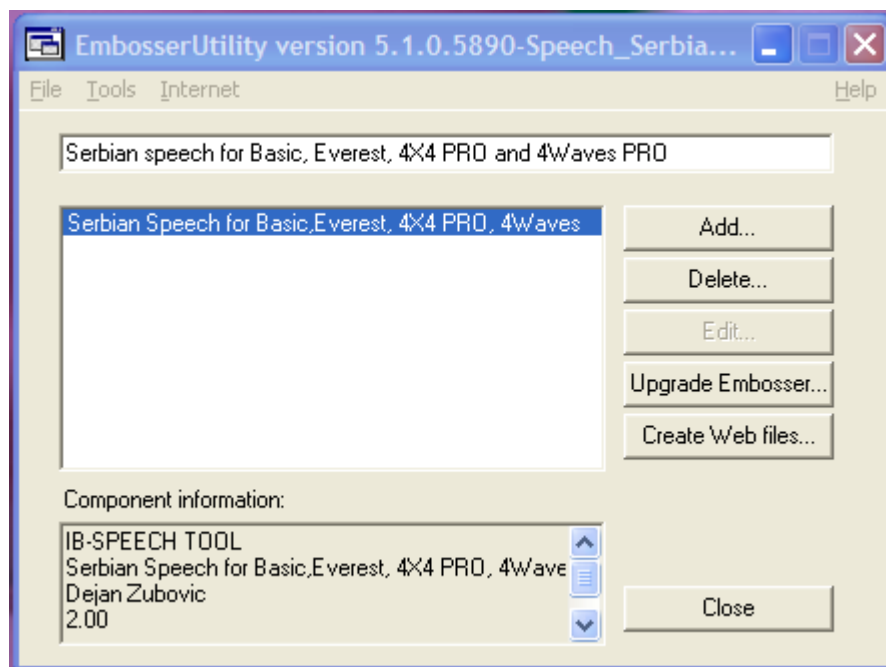 EmbosserUtility version 5.1.0.5890-Speech_Serbia...
File Tools Internet Help
Serbian speech for Basic, Everest, 4X4 PRO and 4Waves PRO
Serbian Speech for Basic,Everest, 4X4 PRO, 4Waves
Add...
Delete...
Edit...
Upgrade Embosser...
Create Web files...
Component information:
IB-SPEECH TOOL
Serbian Speech for Basic,Everest, 4X4 PRO, 4Wave
Dejan Zubovic
2.00
Close